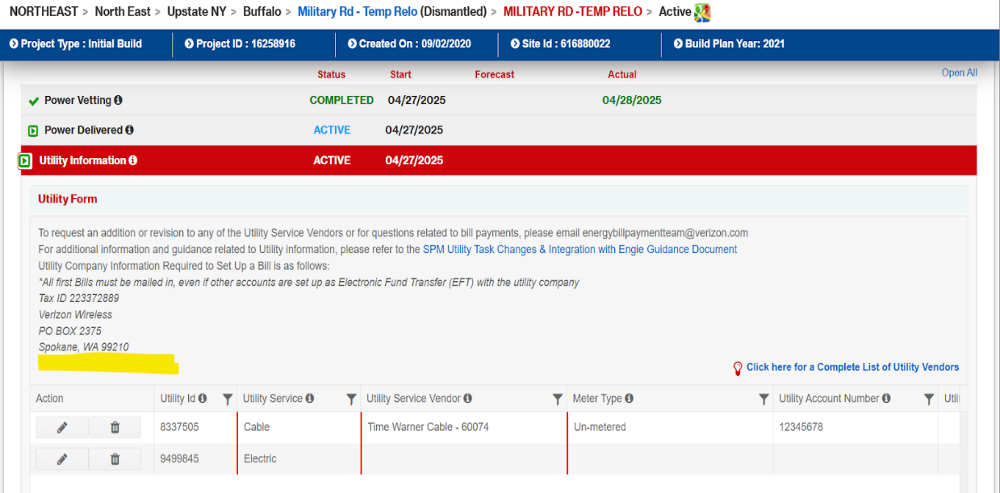 NORTHEAST > North East > Upstate NY > Buffalo > Military Rd - Temp Relo (Dismantled) > MILITARY RD -TEMP RELO > Active
Project Type : Initial Build Project ID : 16258916 Created On : 09/02/2020 Site Id : 616880022 Build Plan Year: 2021
Status Start Forecast Actual Open All
Power Vetting COMPLETED 04/27/2025 04/28/2025
Power Delivered ACTIVE 04/27/2025
Utility Information ACTIVE 04/27/2025
Utility Form
To request an addition or revision to any of the Utility Service Vendors or for questions related to bill payments, please email energybillpaymentteam@verizon.com
For additional information and guidance related to Utility information, please refer to the SPM Utility Task Changes & Integration with Engie Guidance Document
Utility Company Information Required to Set Up a Bill is as follows:
*All first Bills must be mailed in, even if other accounts are set up as Electronic Fund Transfer (EFT) with the utility company
Tax ID 223372889
Verizon Wireless
PO BOX 2375
Spokane, WA 99210
Click here for a Complete List of Utility Vendors
Action Utility Id Utility Service Utility Service Vendor Meter Type Utility Account Number Utili
8337505 Cable Time Warner Cable - 60074 Un-metered 12345678
9499845 Electric